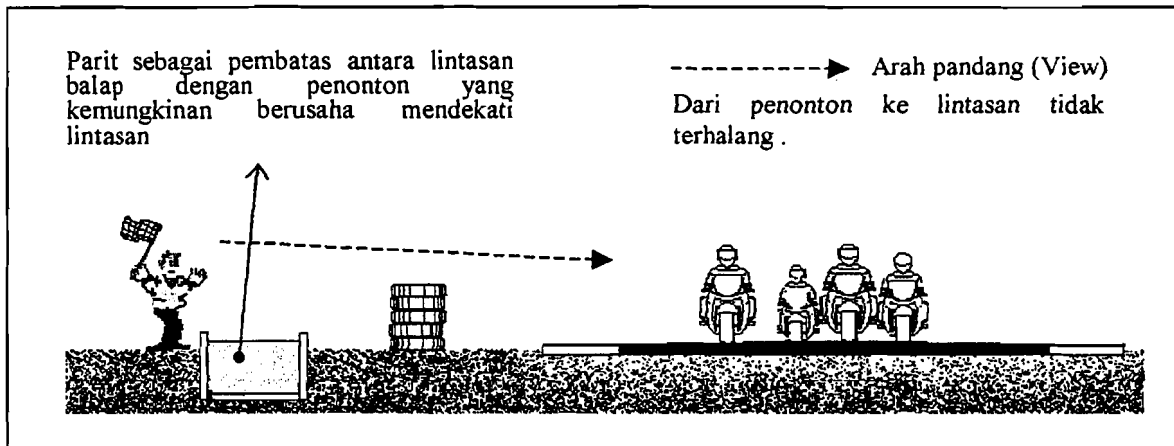 Parit sebagai pembatas antara lintasan
balap dengan penonton yang
kemungkinan berusaha mendekati
lintasan
Arah pandang (View)
Dari penonton ke lintasan tidak
terhalang .